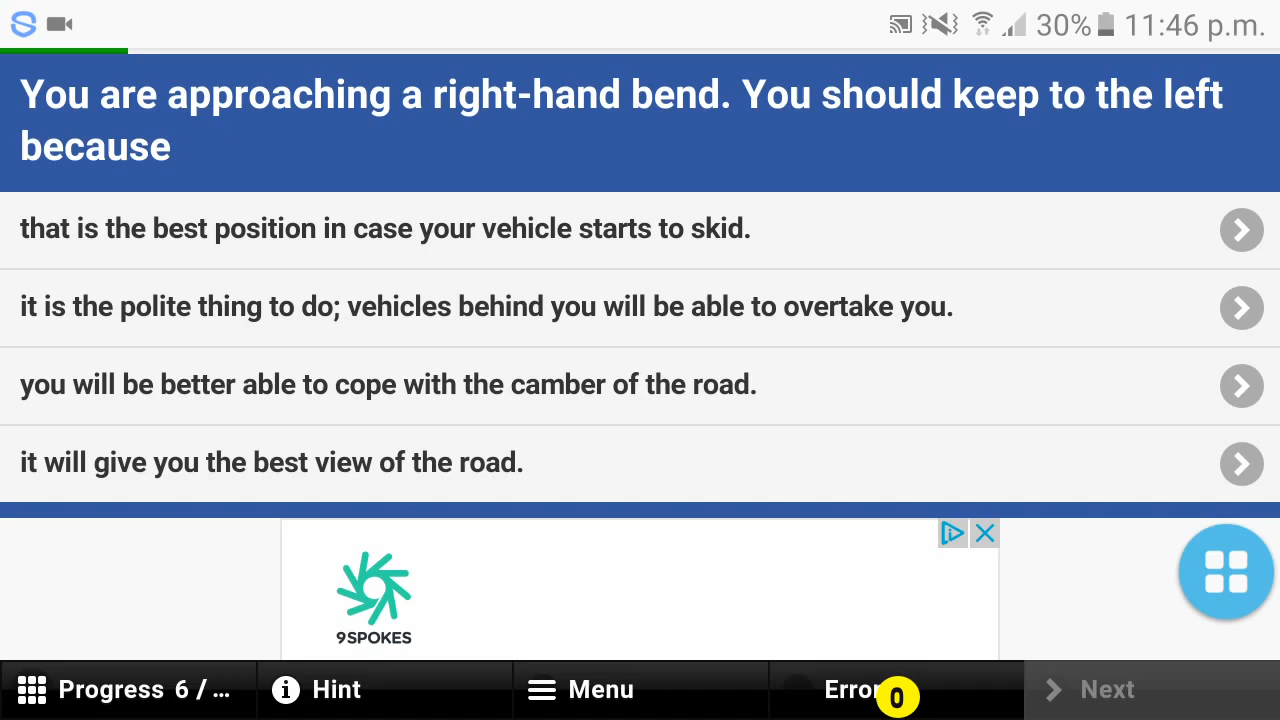 30% 11:46 p.m.
You are approaching a right-hand bend. You should keep to the left
because
that is the best position in case your vehicle starts to skid.
it is the polite thing to do; vehicles behind you will be able to overtake you.
you will be better able to cope with the camber of the road.
it will give you the best view of the road.
9SPOKES
Progress 6 / ... Hint Menu Error 0 Next